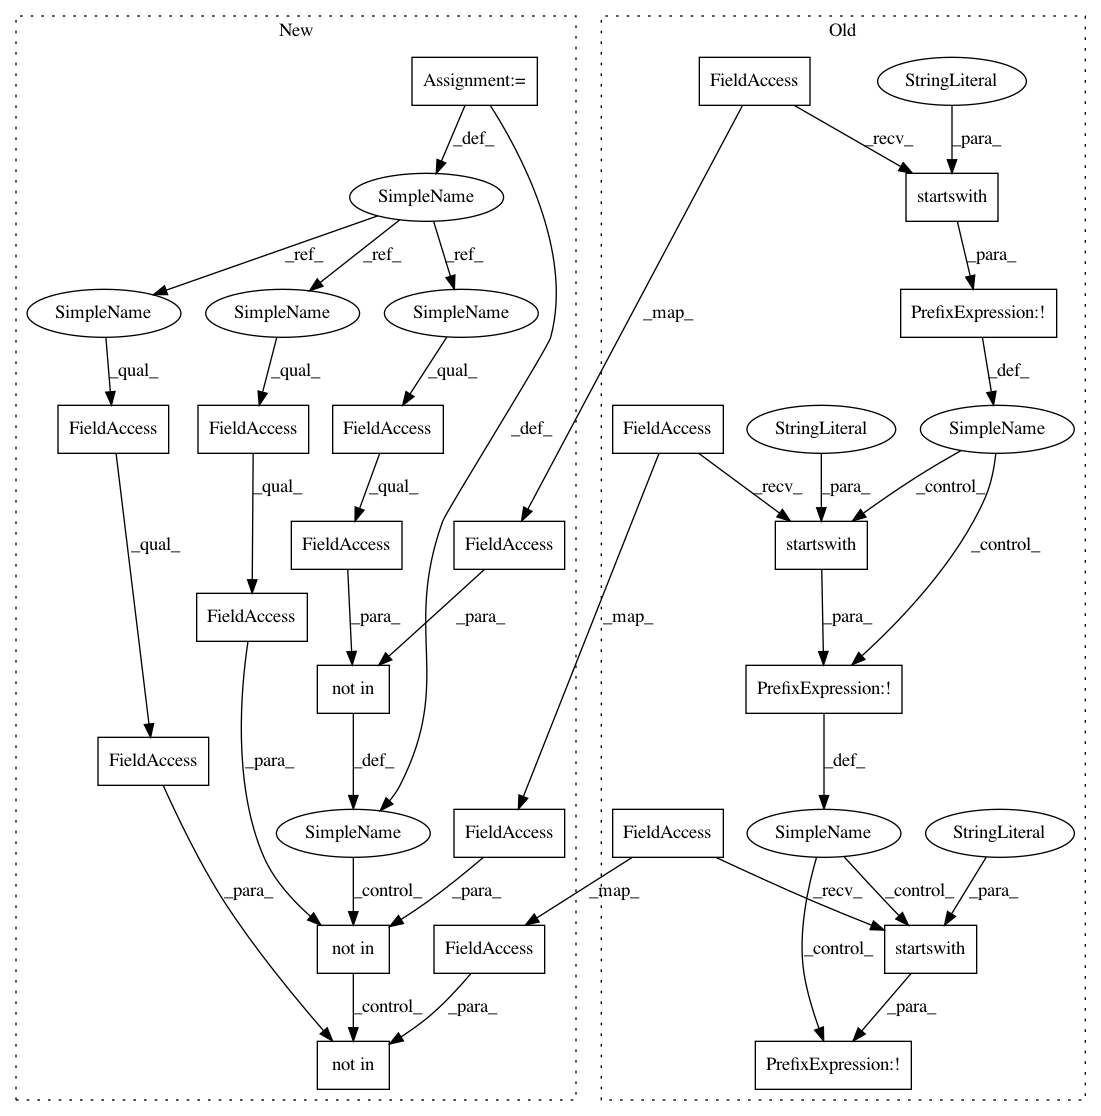 New
Old
Assignment:=
FieldAccess
StringLiteral
_def_
_recv_
_para_
SimpleName
startswith
_ref_
_ref_
_ref_
_para_
SimpleName
SimpleName
SimpleName
PrefixExpression:!
_map_
_qual_
_qual_
_qual_
_def_
FieldAccess
FieldAccess
FieldAccess
_def_
FieldAccess
StringLiteral
SimpleName
_qual_
_qual_
_recv_
_para_
_control_
FieldAccess
FieldAccess
startswith
_qual_
_control_
FieldAccess
_para_
_para_
_map_
_para_
not in
PrefixExpression:!
FieldAccess
_para_
_def_
_def_
SimpleName
FieldAccess
FieldAccess
SimpleName
StringLiteral
_para_
_control_
_para_
_map_
_recv_
_control_
_para_
not in
FieldAccess
startswith
_control_
_control_
_para_
_para_
not in
PrefixExpression:!